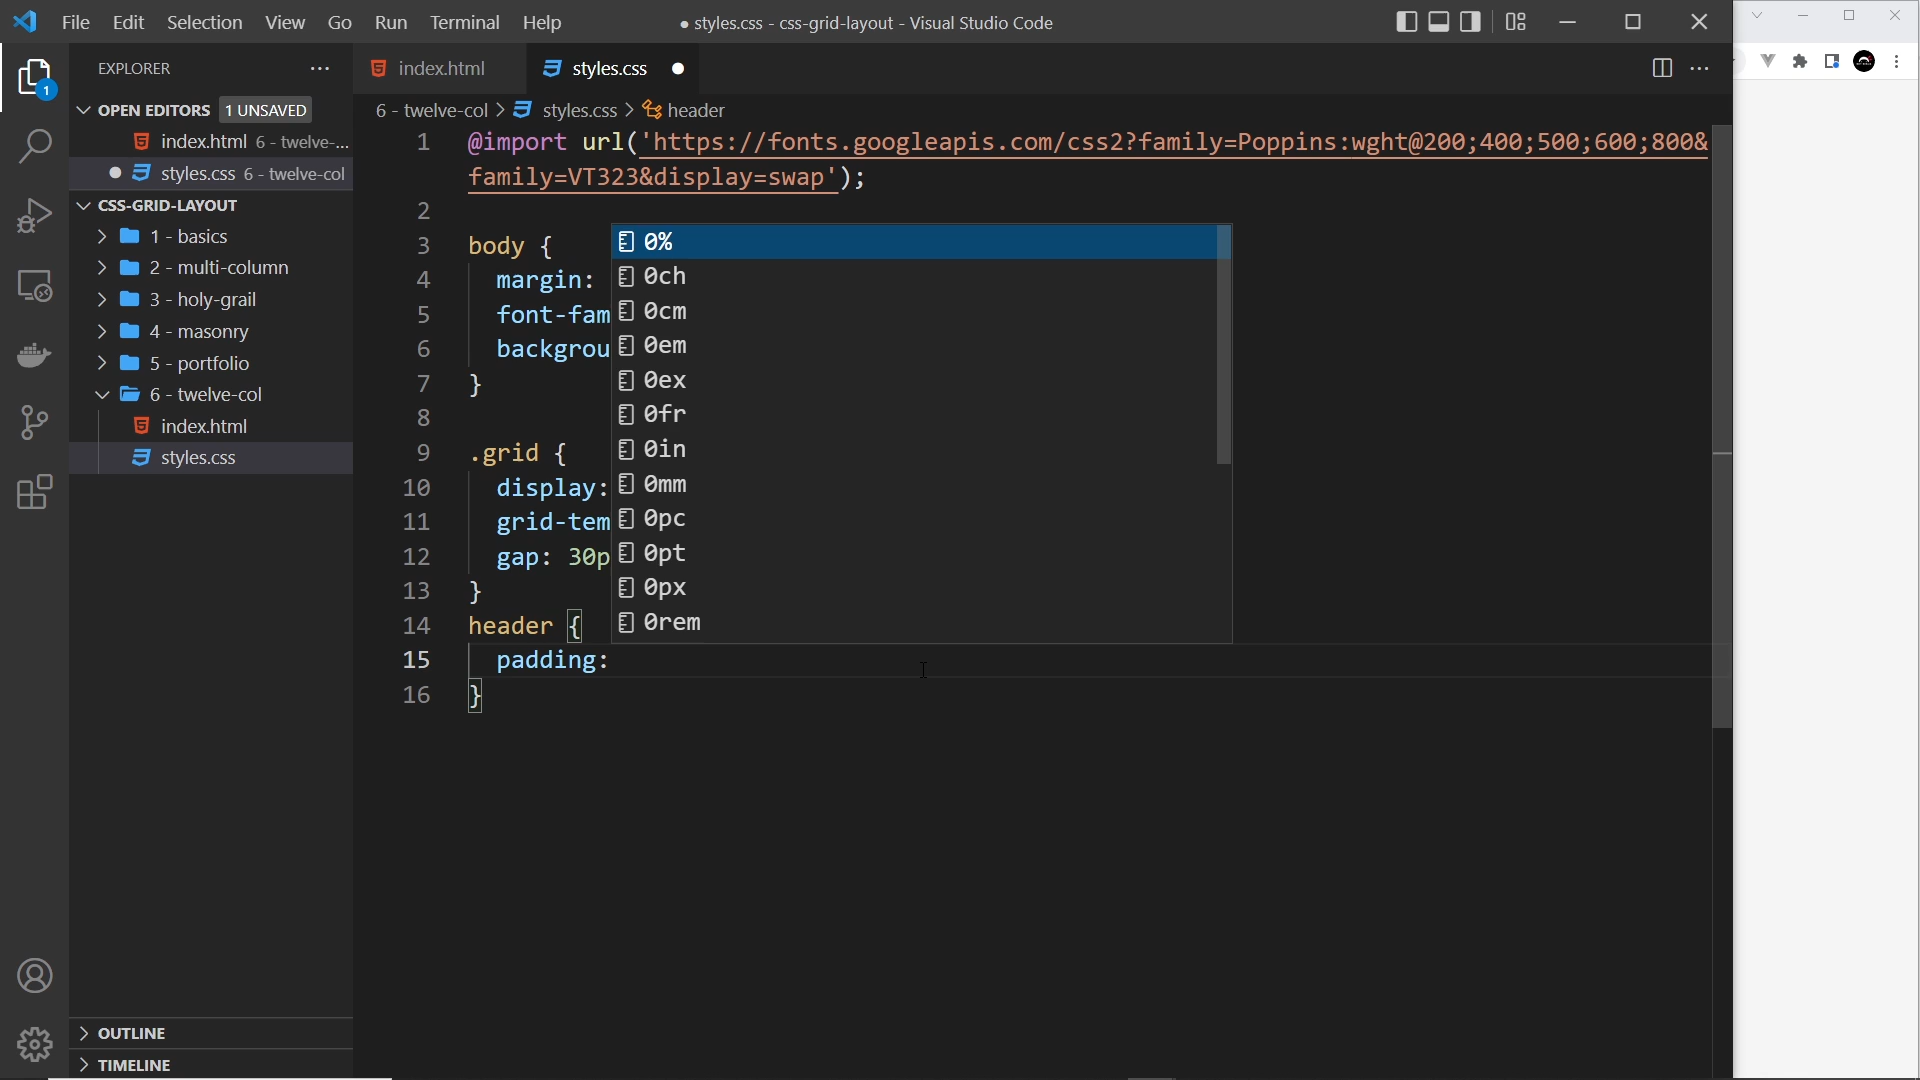 File Edit Selection View Go Run Terminal Help
● styles.css - css-grid-layout - Visual Studio Code
EXPLORER
index.html
styles.css
OPEN EDITORS 1 UNSAVED
index.html 6 - twelve-...
styles.css 6 - twelve-col
CSS-GRID-LAYOUT
1 - basics
2 - multi-column
3 - holy-grail
4 - masonry
5 - portfolio
6 - twelve-col
index.html
styles.css
OUTLINE
TIMELINE
1
6 - twelve-col > styles.css > header
1 @import url('https://fonts.googleapis.com/css2?family=Poppins:wght@200;400;500;600;800&
family=VT323&display=swap');
2
3 body {
4 margin:
5 font-fam
6 backgrou
7 }
8
9 .grid {
10 display:
11 grid-tem
12 gap: 30p
13 }
14 header {
15 padding:
16 }
0%
0ch
0cm
0em
0ex
0fr
0in
0mm
0pc
0pt
0px
0rem